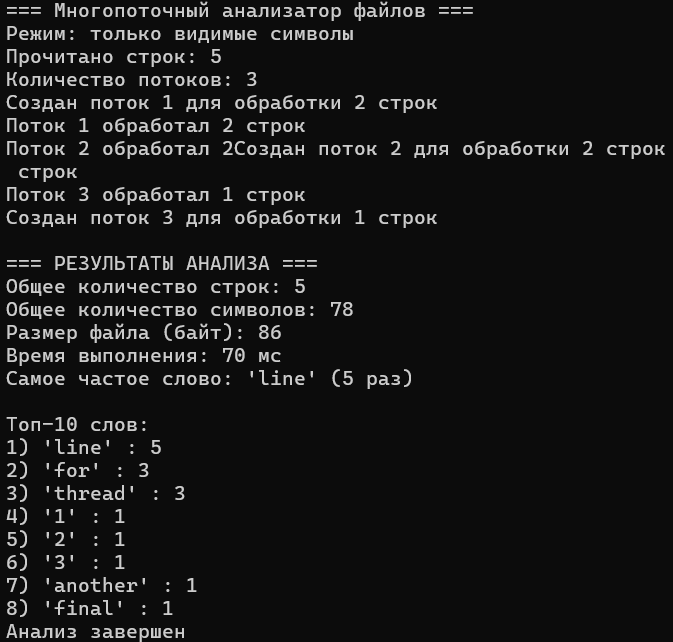 === Многопоточный анализатор файлов ===
Режим: только видимые символы
Прочитано строк: 5
Количество потоков: 3
Создан поток 1 для обработки 2 строк
Поток 1 обработал 2 строк
Поток 2 обработал 2Создан поток 2 для обработки 2 строк
 строк
Поток 3 обработал 1 строк
Создан поток 3 для обработки 1 строк

=== РЕЗУЛЬТАТЫ АНАЛИЗА ===
Общее количество строк: 5
Общее количество символов: 78
Размер файла (байт): 86
Время выполнения: 70 мс
Самое частое слово: 'line' (5 раз)

Топ-10 слов:
1) 'line' : 5
2) 'for' : 3
3) 'thread' : 3
4) '1' : 1
5) '2' : 1
6) '3' : 1
7) 'another' : 1
8) 'final' : 1
Анализ завершен